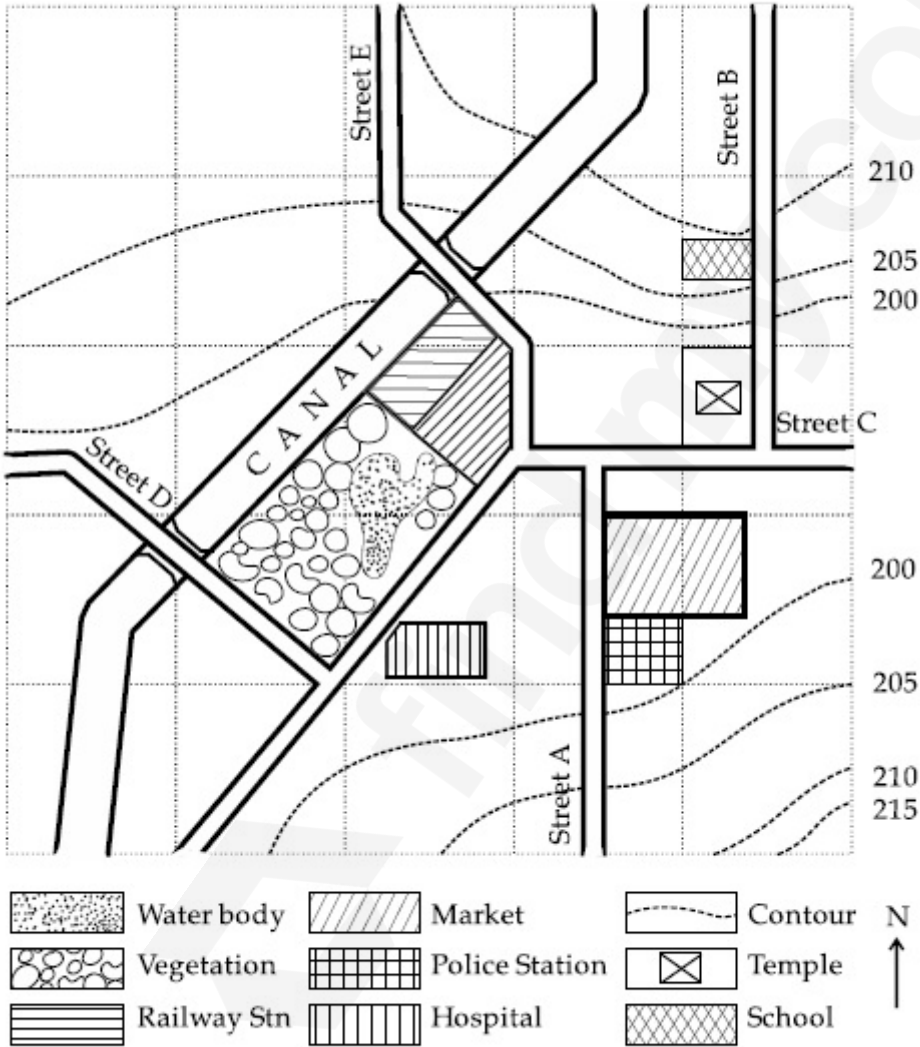 Street E
Street B
210
205
200
CANAL
Street C
Street D
200
205
210
215
Street A
Water body
Market
Contour
N
Vegetation
Police Station
Temple
Railway Stn
Hospital
School